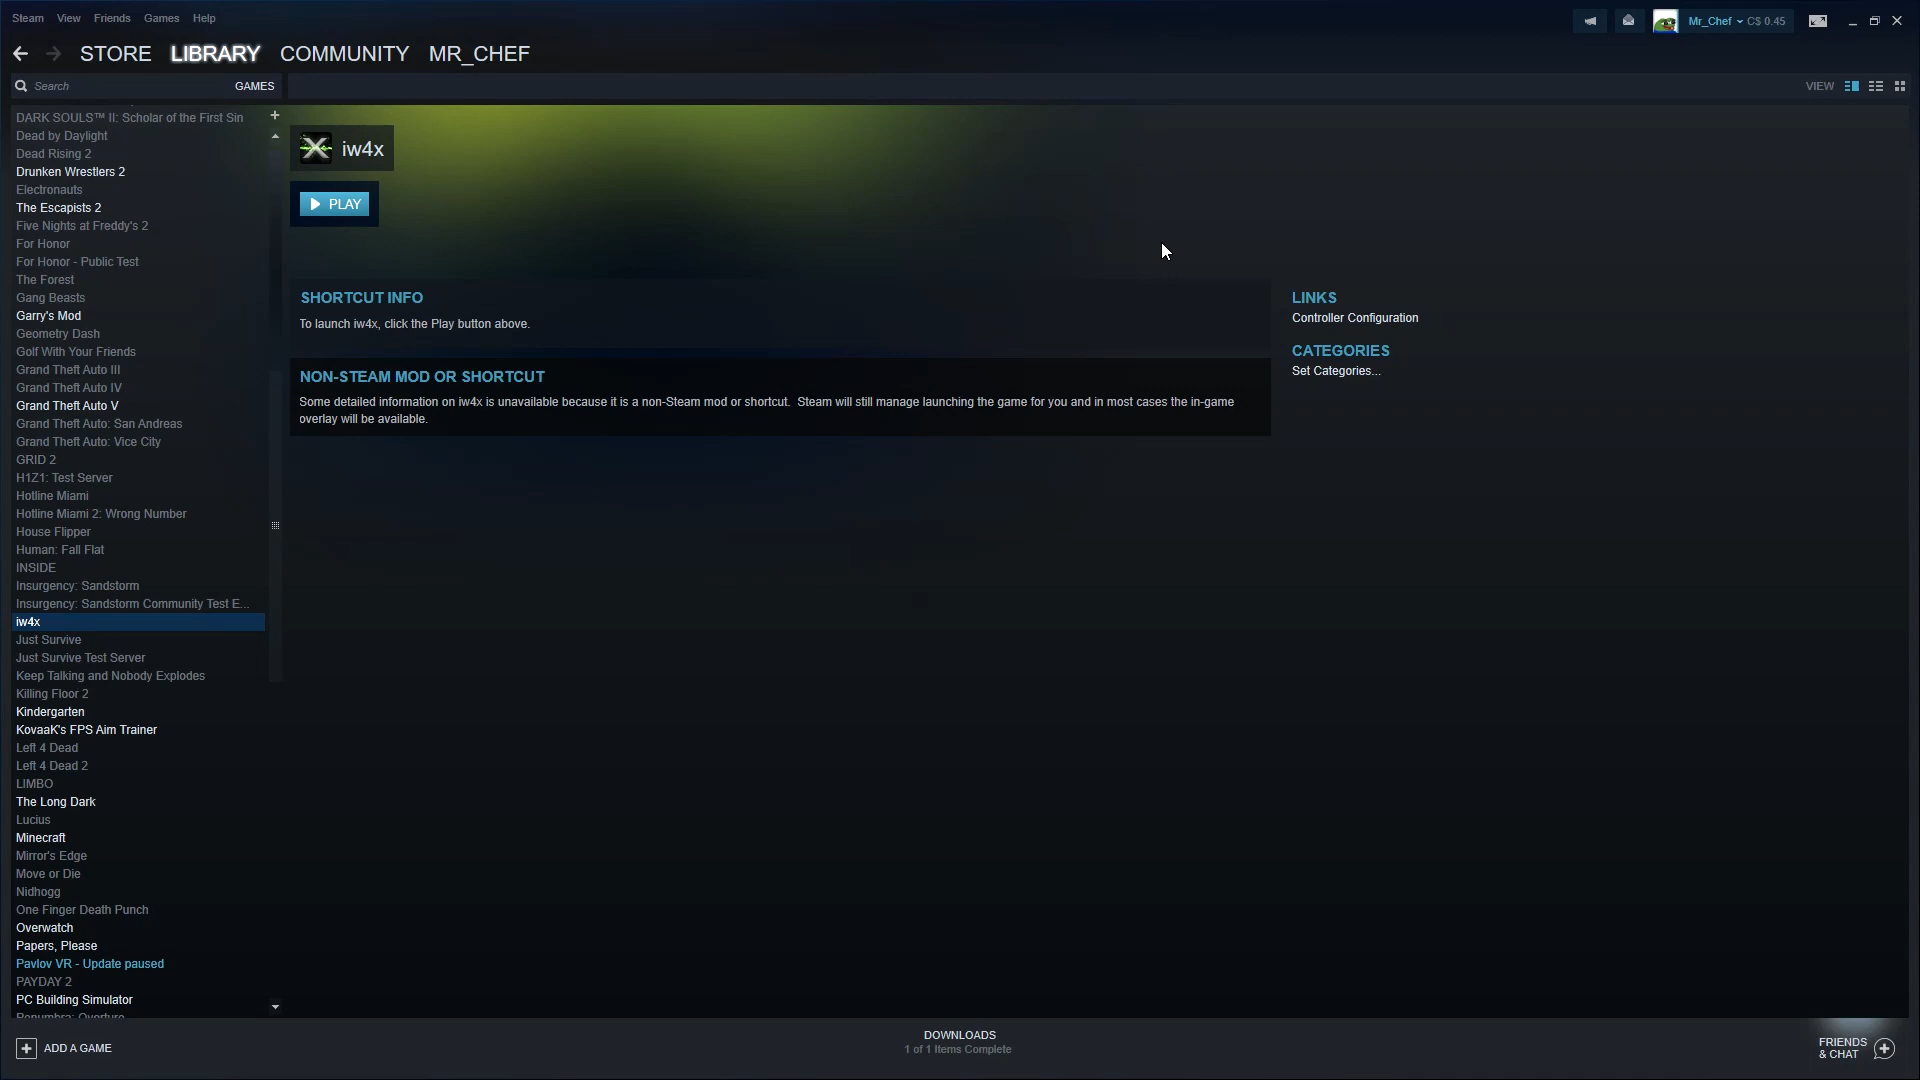 Steam View Friends Games Help
Mr_Chef C$ 0.45
STORE LIBRARY COMMUNITY MR_CHEF
Search GAMES
VIEW
DARK SOULS™ II: Scholar of the First Sin
Dead by Daylight
Dead Rising 2
Drunken Wrestlers 2
Electronauts
The Escapists 2
Five Nights at Freddy's 2
For Honor
For Honor - Public Test
The Forest
Gang Beasts
Garry's Mod
Geometry Dash
Golf With Your Friends
Grand Theft Auto III
Grand Theft Auto IV
Grand Theft Auto V
Grand Theft Auto: San Andreas
Grand Theft Auto: Vice City
GRID 2
H1Z1: Test Server
Hotline Miami
Hotline Miami 2: Wrong Number
House Flipper
Human: Fall Flat
INSIDE
Insurgency: Sandstorm
Insurgency: Sandstorm Community Test E...
iw4x
Just Survive
Just Survive Test Server
Keep Talking and Nobody Explodes
Killing Floor 2
Kindergarten
KovaaK's FPS Aim Trainer
Left 4 Dead
Left 4 Dead 2
LIMBO
The Long Dark
Lucius
Minecraft
Mirror's Edge
Move or Die
Nidhogg
One Finger Death Punch
Overwatch
Papers, Please
Pavlov VR - Update paused
PAYDAY 2
PC Building Simulator
Penumbra: Overture
iw4x
PLAY
SHORTCUT INFO
To launch iw4x, click the Play button above.
NON-STEAM MOD OR SHORTCUT
Some detailed information on iw4x is unavailable because it is a non-Steam mod or shortcut. Steam will still manage launching the game for you and in most cases the in-game
overlay will be available.
LINKS
Controller Configuration
CATEGORIES
Set Categories...
ADD A GAME
DOWNLOADS
1 of 1 Items Complete
FRIENDS
& CHAT